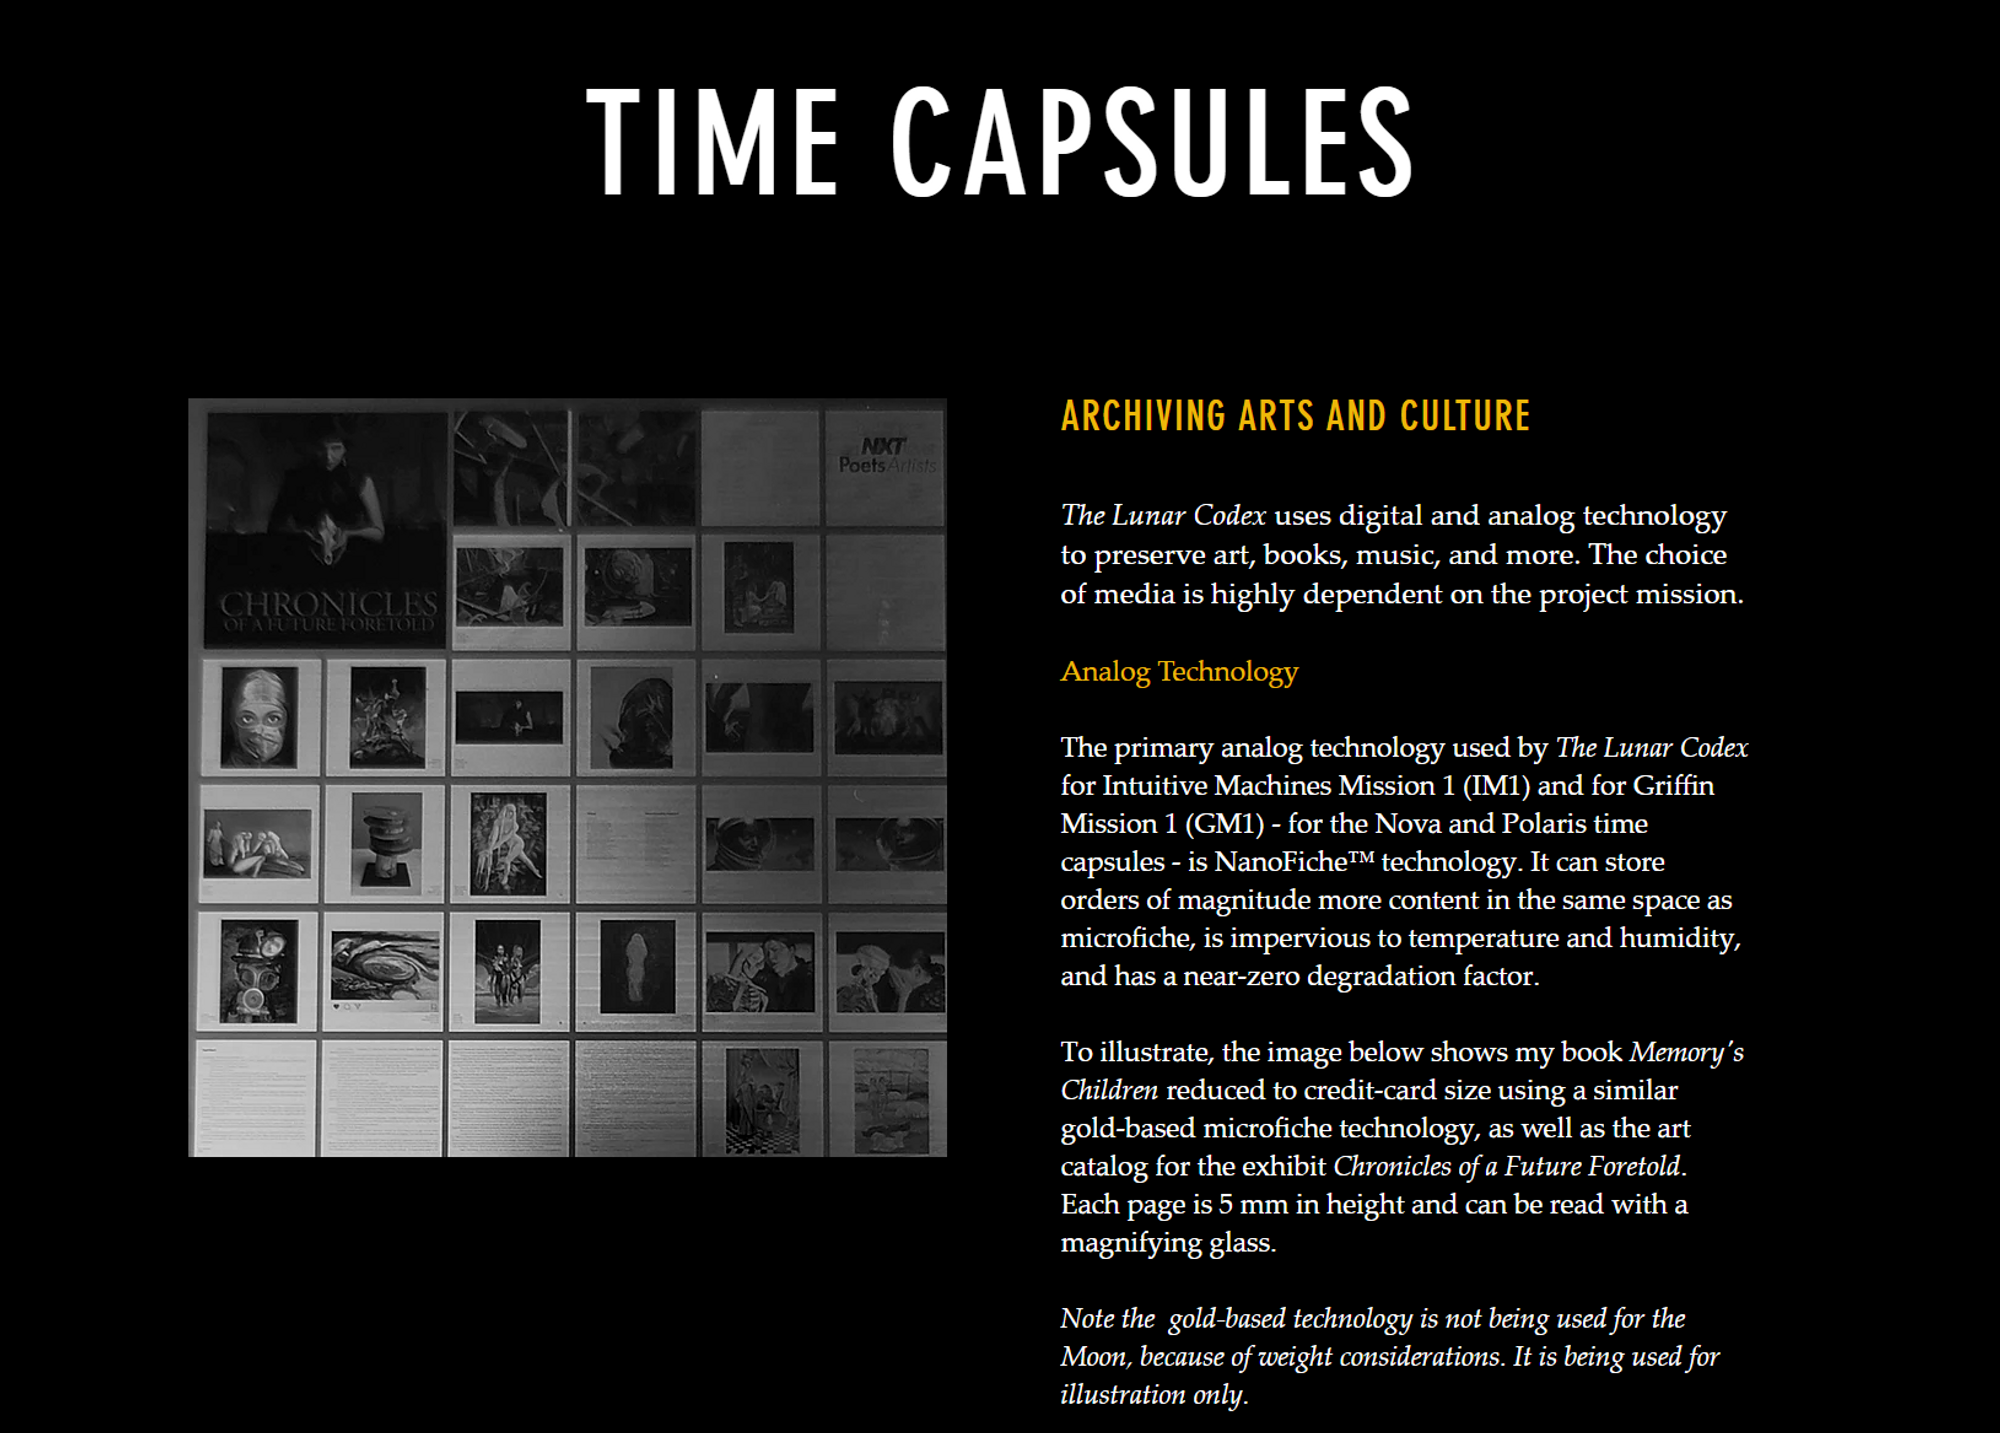 TIME CAPSULES
NXT
PoetsArtists
CHRONICLES
OF A FUTURE FORETOLD
ARCHIVING ARTS AND CULTURE
The Lunar Codex uses digital and analog technology
to preserve art, books, music, and more. The choice
of media is highly dependent on the project mission.
Analog Technology
The primary analog technology used by The Lunar Codex
for Intuitive Machines Mission 1 (IM1) and for Griffin
Mission 1 (GM1) - for the Nova and Polaris time
capsules - is NanoFiche™ technology. It can store
orders of magnitude more content in the same space as
microfiche, is impervious to temperature and humidity,
and has a near-zero degradation factor.
To illustrate, the image below shows my book Memory's
Children reduced to credit-card size using a similar
gold-based microfiche technology, as well as the art
catalog for the exhibit Chronicles of a Future Foretold.
Each page is 5 mm in height and can be read with a
magnifying glass.
Note the  gold-based technology is not being used for the
Moon, because of weight considerations. It is being used for
illustration only.